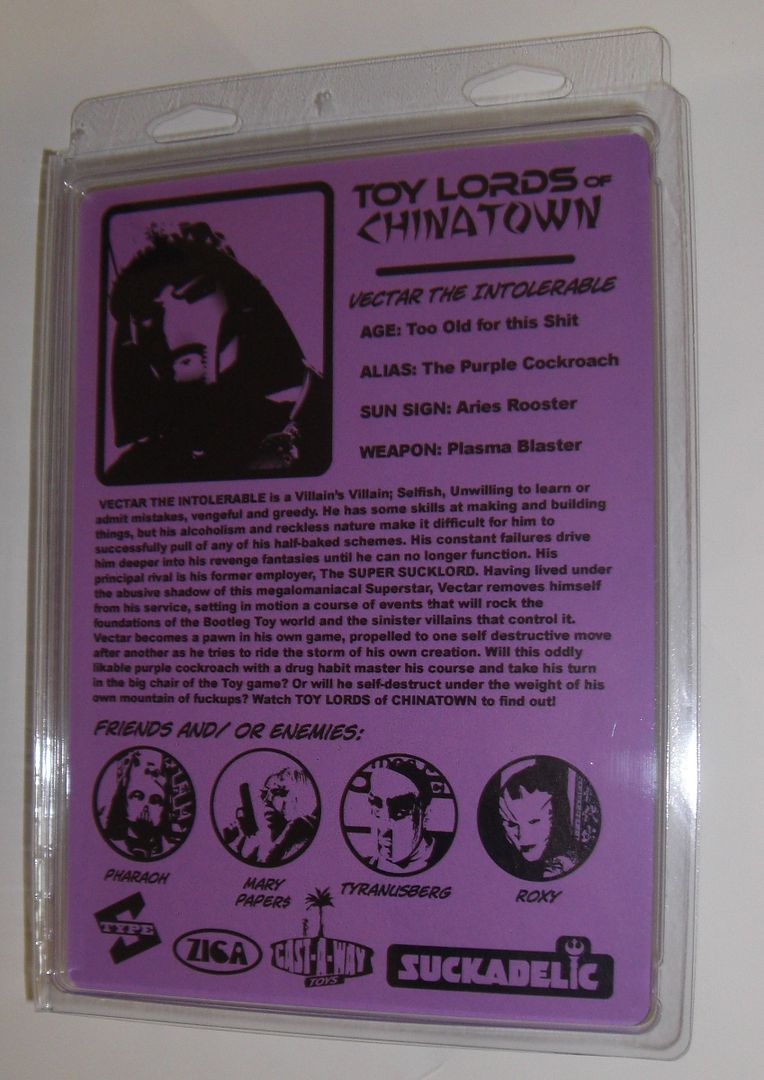 TOY LORDS OF
CHINATOWN
VECTAR THE INTOLERABLE
AGE: Too Old for this Shit
ALIAS: The Purple Cockroach
SUN SIGN: Aries Rooster
WEAPON: Plasma Blaster
VECTAR THE INTOLERABLE is a Villain's Villain; Selfish, Unwilling to learn or
admit mistakes, vengeful and greedy. He has some skills at making and building
things, but his alcoholism and reckless nature make it difficult for him to
successfully pull of any of his half-baked schemes. His constant failures drive
him deeper into his revenge fantasies until he can no longer function. His
principal rival is his former employer, The SUPER SUCKLORD. Having lived under
the abusive shadow of this megalomaniacal Superstar, Vectar removes himself
from his service, setting in motion a course of events that will rock the
foundations of the Bootleg Toy world and the sinister villains that control it.
Vectar becomes a pawn in his own game, propelled to one self destructive move
after another as he tries to ride the storm of his own creation. Will this oddly
likable purple cockroach with a drug habit master his course and take his turn
in the big chair of the Toy game? Or will he self-destruct under the weight of his
own mountain of fuckups? Watch TOY LORDS of CHINATOWN to find out!
FRIENDS AND/ OR ENEMIES:
PHARAOH
MARY
PAPER$
TYRANUSBERG
ROXY
S TYPE
ZICA
CAST-A-WAY
TOYS
SUCKADELIC